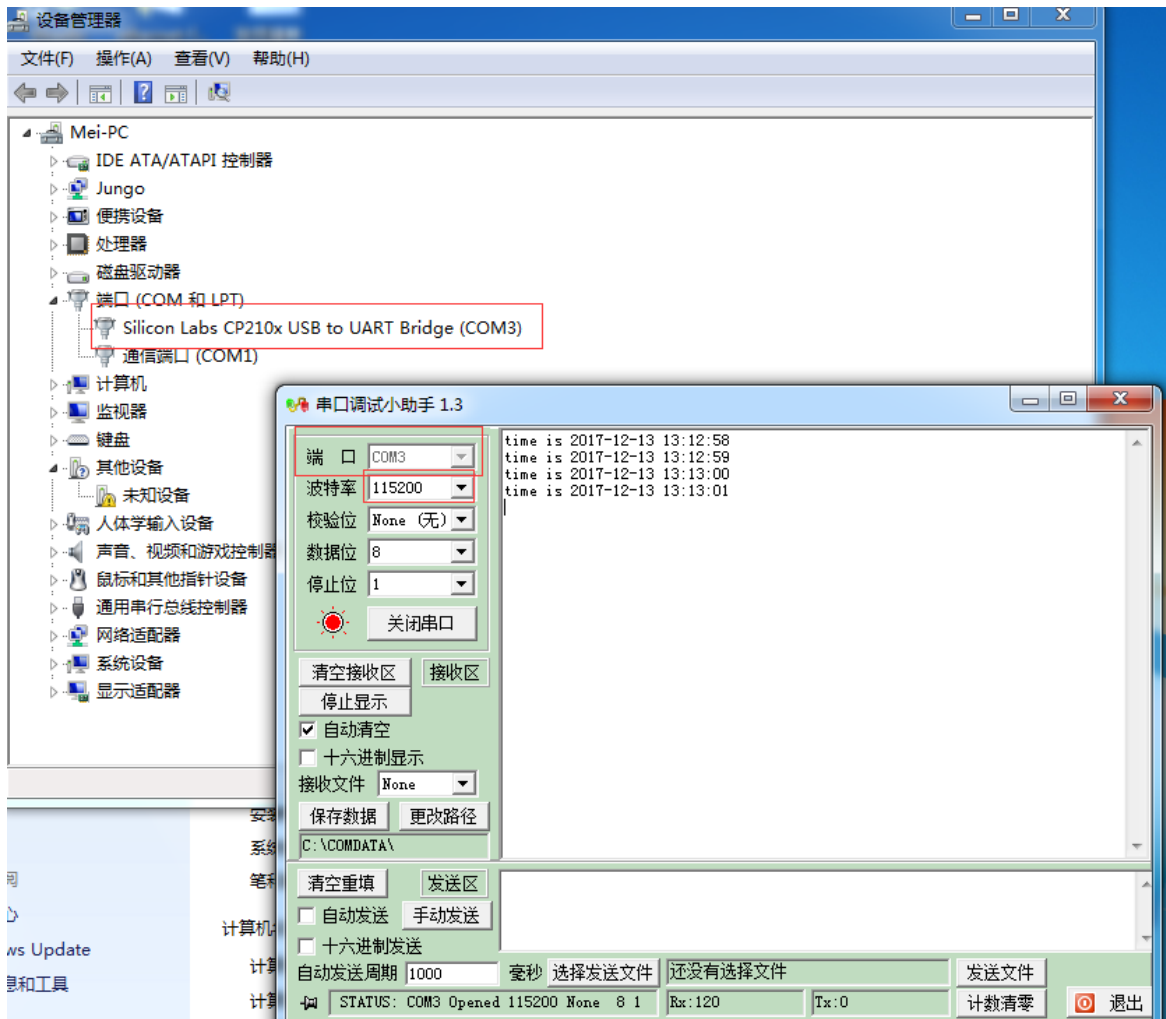 设备管理器
文件(F) 操作(A) 查看(V) 帮助(H)
Mei-PC
IDE ATA/ATAPI 控制器
Jungo
便携设备
处理器
磁盘驱动器
端口 (COM 和 LPT)
Silicon Labs CP210x USB to UART Bridge (COM3)
通信端口 (COM1)
计算机
监视器
键盘
其他设备
未知设备
人体学输入设备
声音、视频和游戏控制器
鼠标和其他指针设备
通用串行总线控制器
网络适配器
系统设备
显示适配器
串口调试小助手 1.3
端 口 COM3
波特率 115200
校验位 None (无)
数据位 8
停止位 1
关闭串口
清空接收区 接收区
停止显示
自动清空
十六进制显示
接收文件 None
保存数据 更改路径
C:\COMDATA\
time is 2017-12-13 13:12:58
time is 2017-12-13 13:12:59
time is 2017-12-13 13:13:00
time is 2017-12-13 13:13:01
清空重填 发送区
自动发送 手动发送
十六进制发送
自动发送周期 1000 毫秒 选择发送文件 还没有选择文件 发送文件
STATUS: COM3 Opened 115200 None 8 1 Rx:120 Tx:0 计数清零 退出
ws Update
息和工具
计算机